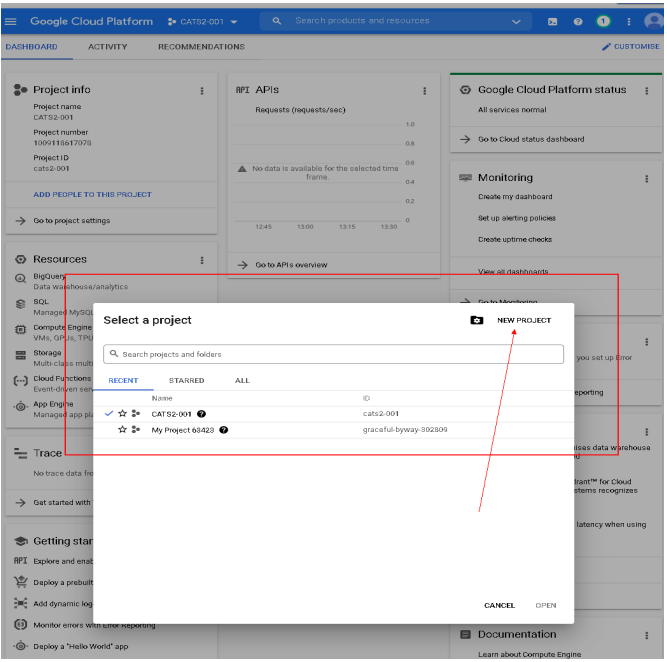 Google Cloud Platform
CATS2-001
Search products and resources
1
DASHBOARD
ACTIVITY
RECOMMENDATIONS
CUSTOMISE
Project info
Project name
CATS2-001
Project number
1009118617078
Project ID
cats2-001
ADD PEOPLE TO THIS PROJECT
Go to project settings
Resources
BigQuery
Data warehouse/analytics
SQL
Managed MySQL
Compute Engine
VMs, GPUs, TPU
Storage
Multi-class multi
Cloud Functions
Event-driven ser
App Engine
Managed app pla
Trace
No trace data fro
Get started with
Getting star
API Explore and enab
Deploy a prebuilt
Add dynamic log
Monitor errors with Error Reporting
Deploy a "Hello World" app
API APIs
Requests (requests/sec)
1.0
0.8
0.6
0.4
0.2
0
No data is available for the selected time
frame.
12:45
13:00
13:15
13:30
Go to APIs overview
Google Cloud Platform status
All services normal
Go to Cloud status dashboard
Monitoring
Create my dashboard
Set up alerting policies
Create uptime checks
View all dashboards
Go to Monitoring
you set up Error
eporting
ises data warehouse
drant™ for Cloud
stems recognizes
latency when using
Documentation
Learn about Compute Engine
Select a project
NEW PROJECT
Search projects and folders
RECENT
STARRED
ALL
Name
ID
CATS2-001
cats2-001
My Project 63423
graceful-byway-302809
CANCEL
OPEN